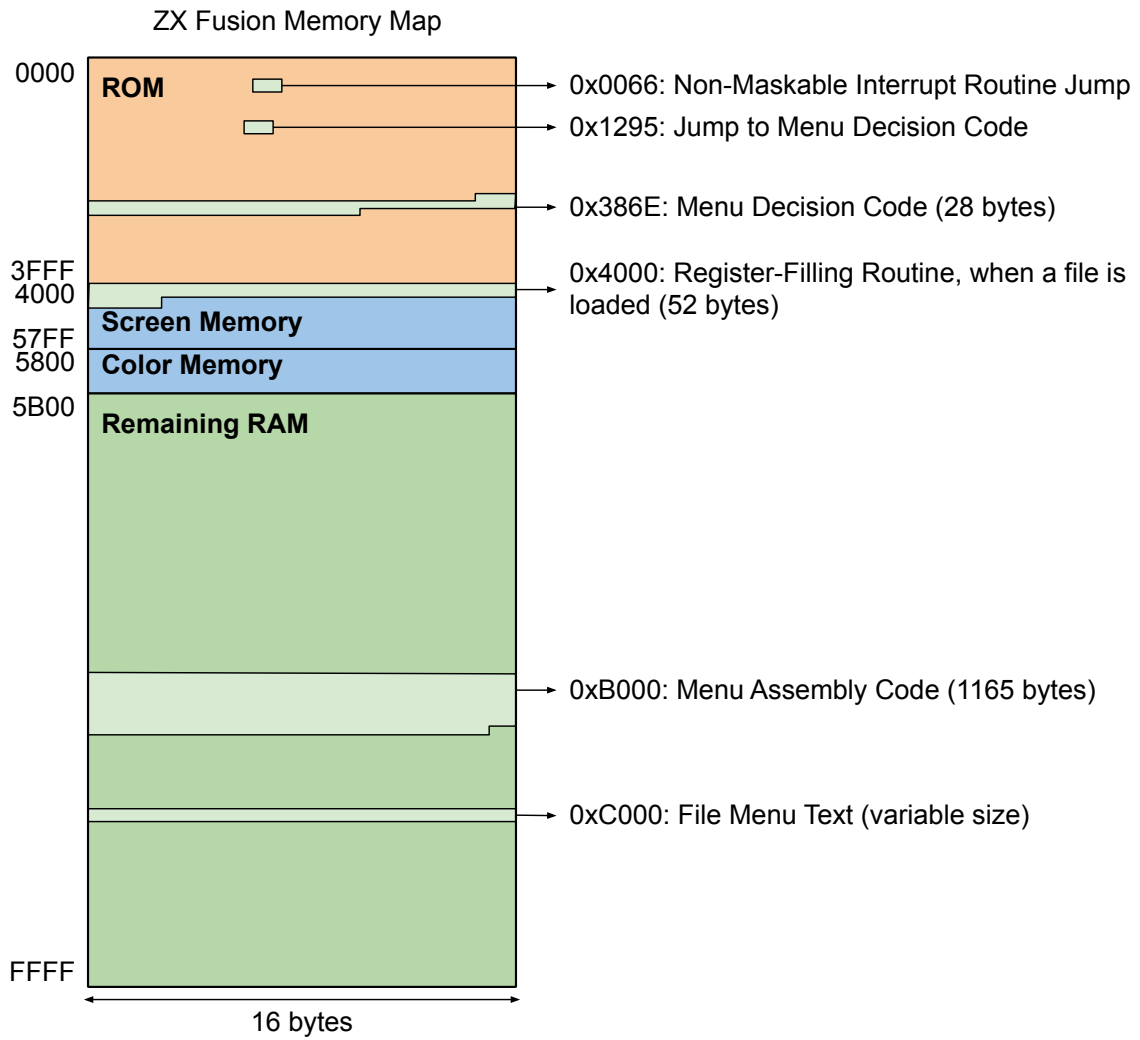 ZX Fusion Memory Map
0000
ROM
0x0066: Non-Maskable Interrupt Routine Jump
0x1295: Jump to Menu Decision Code
0x386E: Menu Decision Code (28 bytes)
3FFF
4000
0x4000: Register-Filling Routine, when a file is
loaded (52 bytes)
Screen Memory
57FF
5800
Color Memory
5B00
Remaining RAM
0xB000: Menu Assembly Code (1165 bytes)
0xC000: File Menu Text (variable size)
FFFF
16 bytes